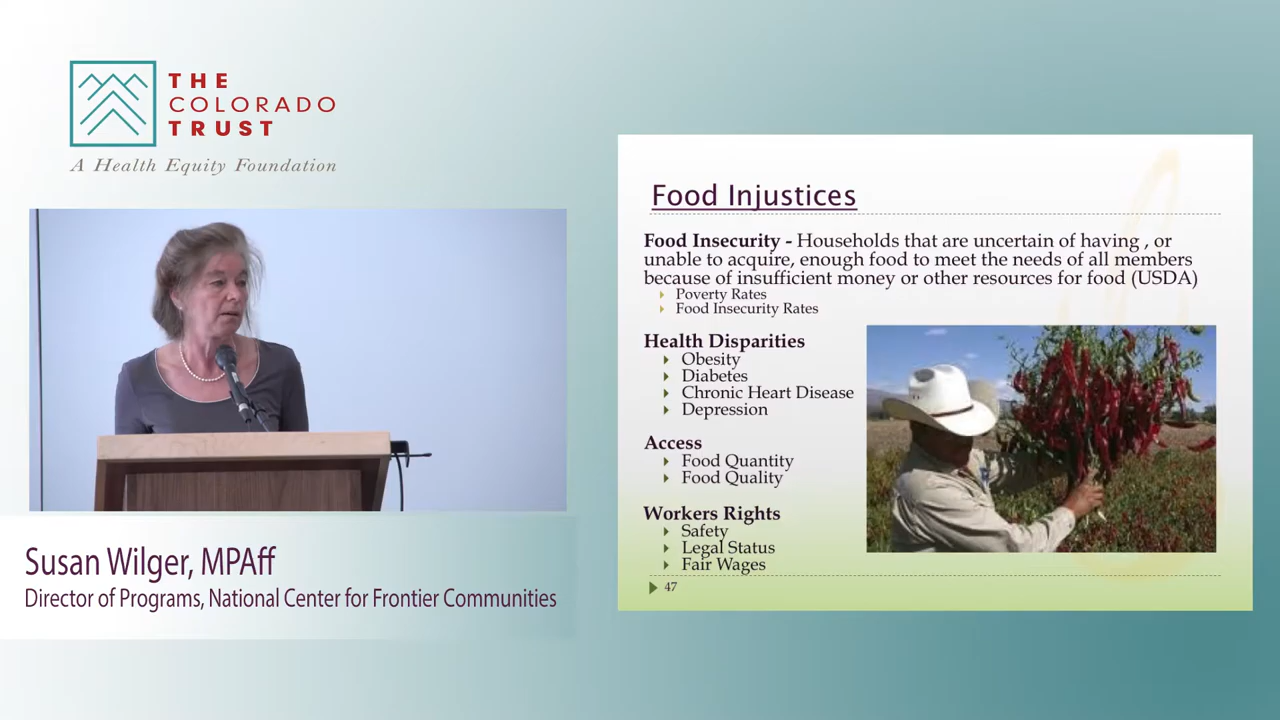 THE
COLORADO
TRUST
A Health Equity Foundation
Susan Wilger, MPAff
Director of Programs, National Center for Frontier Communities
Food Injustices
Food Insecurity - Households that are uncertain of having , or
unable to acquire, enough food to meet the needs of all members
because of insufficient money or other resources for food (USDA)
Poverty Rates
Food Insecurity Rates
Health Disparities
Obesity
Diabetes
Chronic Heart Disease
Depression
Access
Food Quantity
Food Quality
Workers Rights
Safety
Legal Status
Fair Wages
47